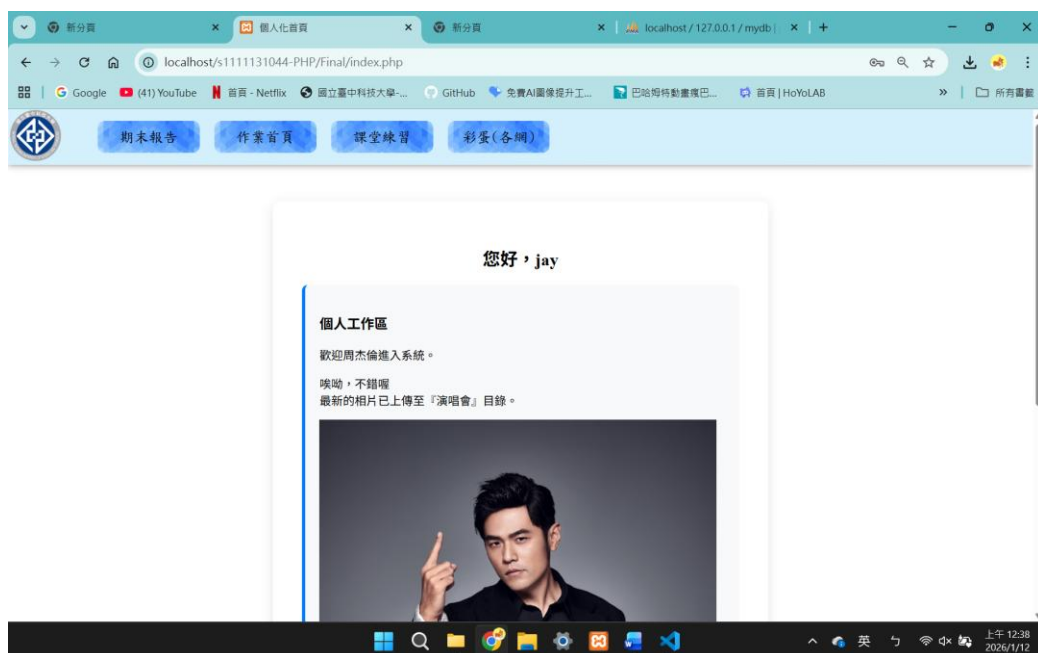 新分頁
個人化首頁
新分頁
localhost / 127.0.0.1 / mydb |
localhost/s1111131044-PHP/Final/index.php
Google
(41) YouTube
首頁 - Netflix
國立臺中科技大學-...
GitHub
免費AI圖像提升工...
巴哈姆特動畫瘋巴...
首頁 | HoYoLAB
»
所有書籤
期末報告
作業首頁
課堂練習
彩蛋(各網)
您好，jay
個人工作區
歡迎周杰倫進入系統。
唉呦，不錯喔
最新的相片已上傳至『演唱會』目錄。
英
ㄅ
上午 12:38
2026/1/12